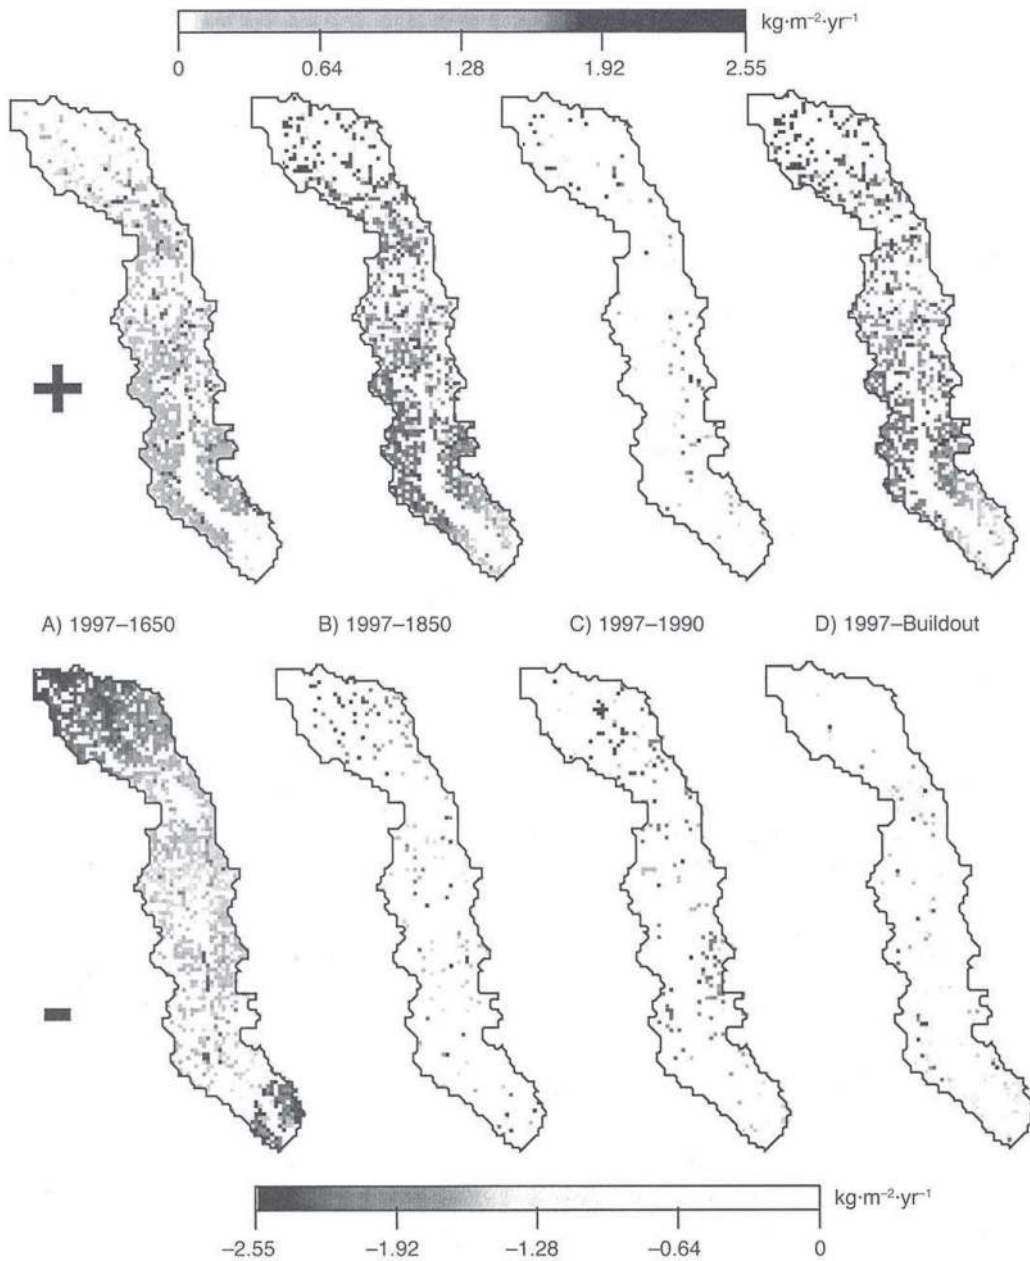 kg·m⁻²·yr⁻¹
0 0.64 1.28 1.92 2.55
+
A) 1997–1650 B) 1997–1850 C) 1997–1990 D) 1997–Buildout
–
kg·m⁻²·yr⁻¹
–2.55 –1.92 –1.28 –0.64 0